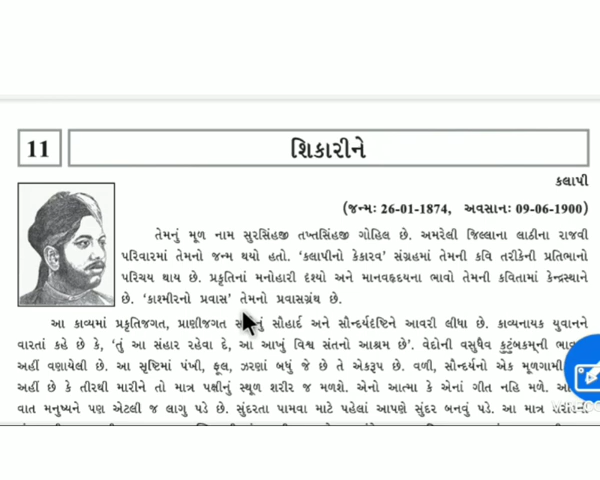 11
શિકારીને
કલાપી
(જન્મઃ 26-01-1874, અવસાનઃ 09-06-1900)
તેમનું મૂળ નામ સુરસિંહજી તખ્તસિંહજી ગોહિલ છે. અમરેલી જિલ્લાના લાઠીના રાજવી
પરિવારમાં તેમનો જન્મ થયો હતો. ‘કલાપીનો કેકારવ’ સંગ્રહમાં તેમની કવિ તરીકેની પ્રતિભાનો
પરિચય થાય છે. પ્રકૃતિનાં મનોહારી દશ્યો અને માનવહૃદયના ભાવો તેમની કવિતામાં કેન્દ્રસ્થાને
છે. ‘કાશ્મીરનો પ્રવાસ’ તેમનો પ્રવાસગ્રંથ છે.
આ કાવ્યમાં પ્રકૃતિજગત, પ્રાણીજગત સૌનું સૌહાર્દ અને સૌન્દર્યદૃષ્ટિને આવરી લીધા છે. કાવ્યનાયક યુવાનને
વારતાં કહે છે કે, ‘તું આ સંહાર રહેવા દે, આ આખું વિશ્વ સંતનો આશ્રમ છે’. વેદોની વસુધૈવ કુટુંબકમ્‌ની
અહીં વણાયેલી છે. આ સૃષ્ટિમાં પંખી, ફૂલ, ઝરણાં બધું જે છે તે એકરૂપ છે. વળી, સૌન્દર્યનો એક મૂળગામી
અહીં છે કે તીરથી મારીને તો માત્ર પક્ષીનું સ્થૂળ શરીર જ મળશે. એનો આત્મા કે એનાં ગીત નહિ મળે.
વાત મનુષ્યને પણ એટલી જ લાગુ પડે છે. સુંદરતા પામવા માટે પહેલાં આપણે સુંદર બનવું પડે. આ માત્ર